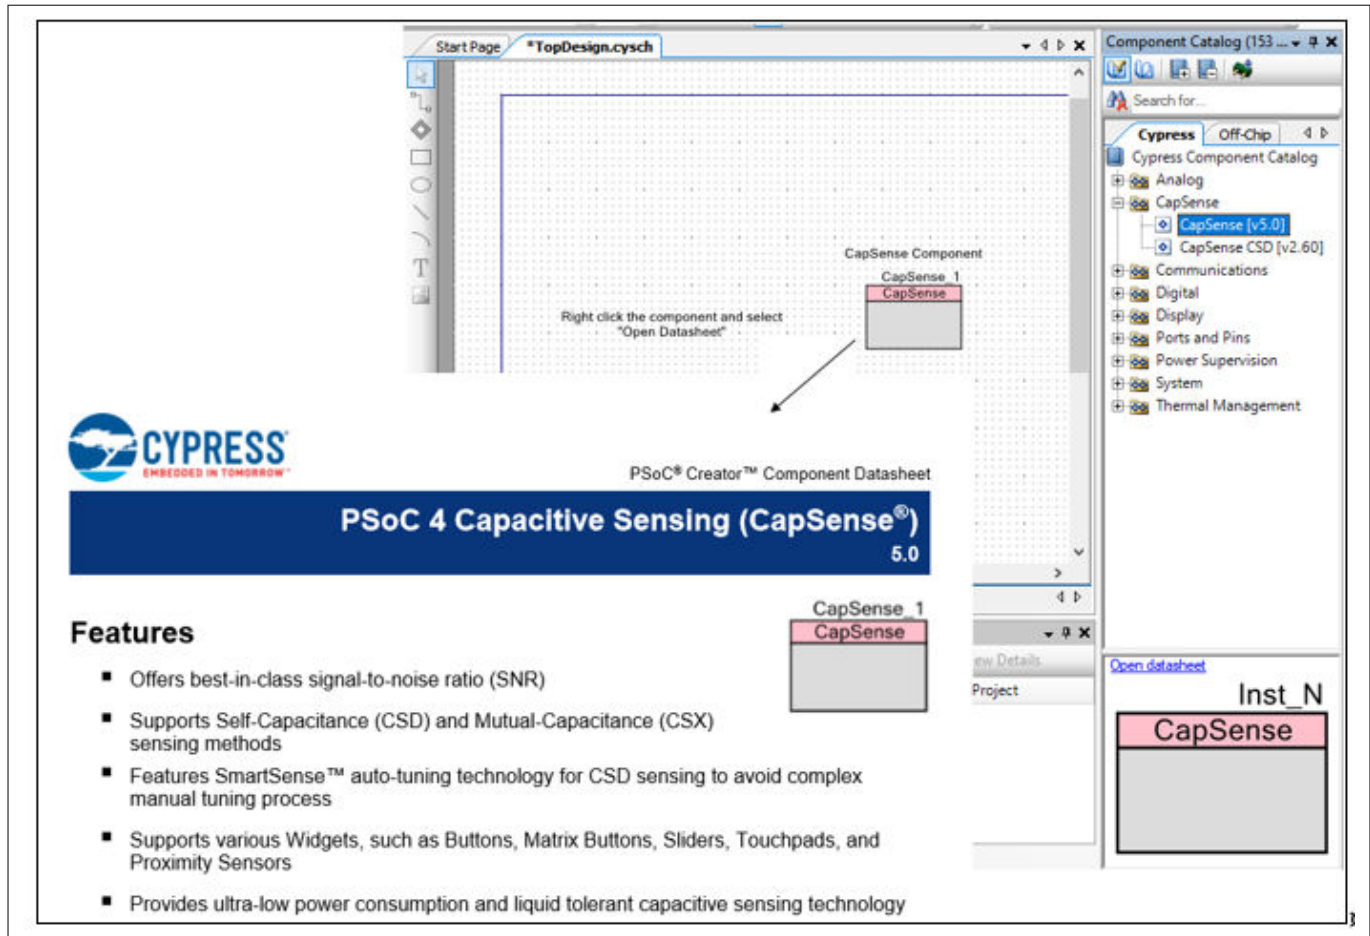 Start Page
*TopDesign.cysch
Component Catalog (153 ...
Search for...
Cypress
Off-Chip
Cypress Component Catalog
Analog
CapSense
CapSense [v5.0]
CapSense CSD [v2.60]
Communications
Digital
Display
Ports and Pins
Power Supervision
System
Thermal Management
CapSense Component
CapSense_1
CapSense
Right click the component and select
"Open Datasheet"
T
CYPRESS
EMBEDDED IN TOMORROW™
PSoC® Creator™ Component Datasheet
PSoC 4 Capacitive Sensing (CapSense®)
5.0
CapSense_1
CapSense
Features
■ Offers best-in-class signal-to-noise ratio (SNR)
■ Supports Self-Capacitance (CSD) and Mutual-Capacitance (CSX)
sensing methods
■ Features SmartSense™ auto-tuning technology for CSD sensing to avoid complex
manual tuning process
■ Supports various Widgets, such as Buttons, Matrix Buttons, Sliders, Touchpads, and
Proximity Sensors
■ Provides ultra-low power consumption and liquid tolerant capacitive sensing technology
Details
Project
Open datasheet
Inst_N
CapSense